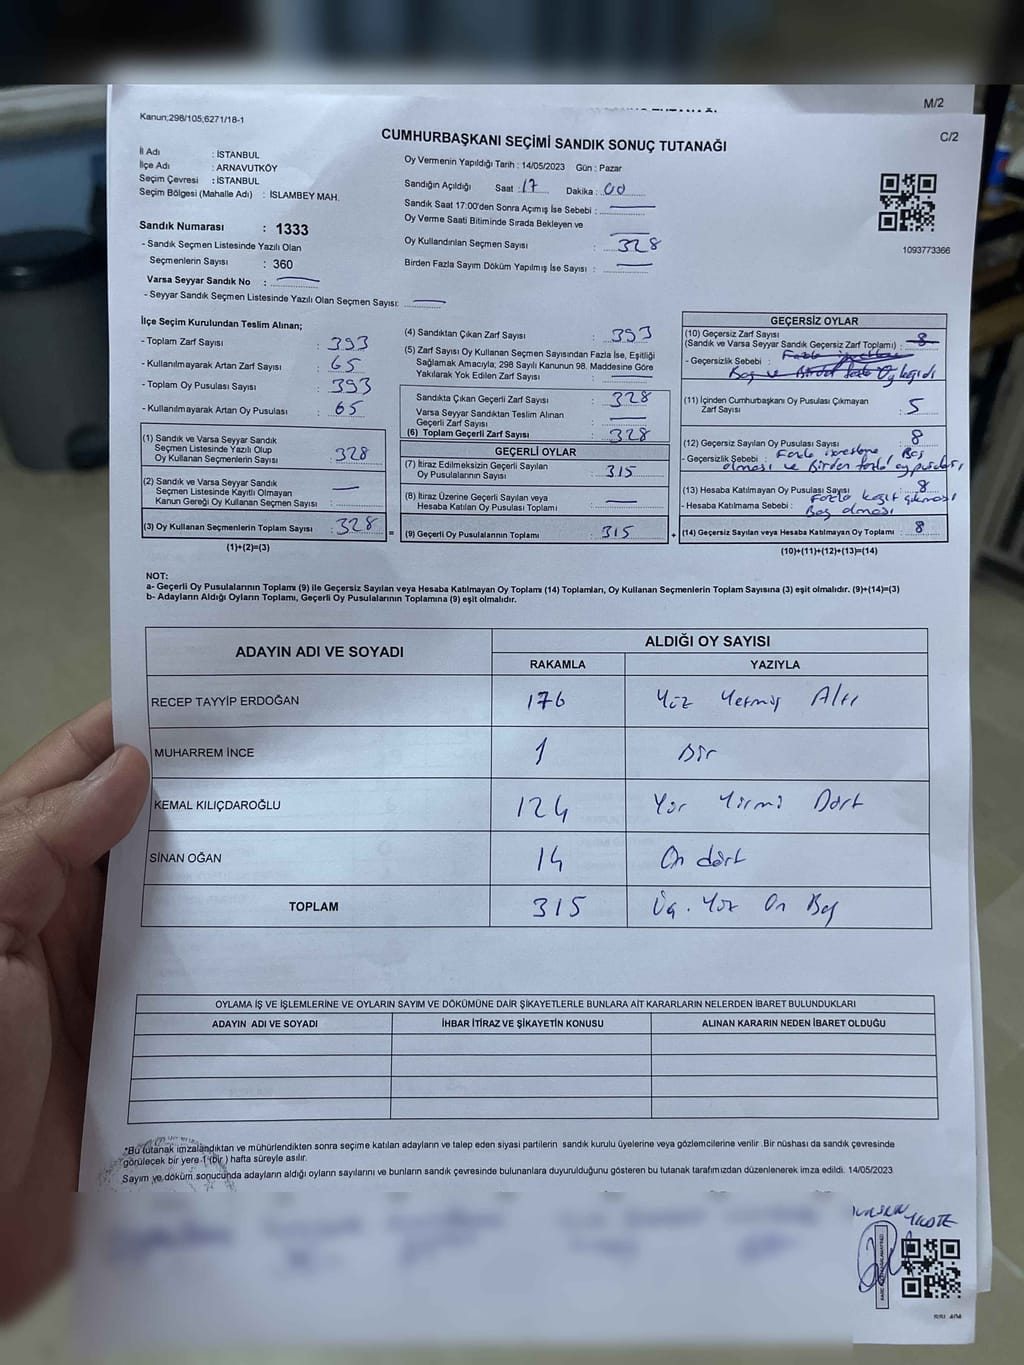 M/2
Kanun;298/105,6271/18-1
CUMHURBAŞKANI SEÇİMİ SANDIK SONUÇ TUTANAĞI
C/2
İl Adı : İSTANBUL
İlçe Adı : ARNAVUTKÖY
Seçim Çevresi : İSTANBUL
Seçim Bölgesi (Mahalle Adı) : İSLAMBEY MAH.
Oy Vermenin Yapıldığı Tarih : 14/05/2023 Gün : Pazar
Sandığın Açıldığı Saat : 17 Dakika : 00
Sandık Saat 17:00'den Sonra Açımış İse Sebebi :
Oy Verme Saati Bitiminde Sırada Bekleyen ve
Oy Kullandırılan Seçmen Sayısı : 328
Birden Fazla Sayım Döküm Yapılmış İse Sayısı :
1093773366
Sandık Numarası : 1333
- Sandık Seçmen Listesinde Yazılı Olan
Seçmenlerin Sayısı : 360
Varsa Seyyar Sandık No :
- Seyyar Sandık Seçmen Listesinde Yazılı Olan Seçmen Sayısı:
İlçe Seçim Kurulundan Teslim Alınan;
- Toplam Zarf Sayısı : 393
- Kullanılmayarak Artan Zarf Sayısı : 65
- Toplam Oy Pusulası Sayısı : 393
- Kullanılmayarak Artan Oy Pusulası : 65
(1) Sandık ve Varsa Seyyar Sandık
Seçmen Listesinde Yazılı Olup
Oy Kullanan Seçmenlerin Sayısı : 328
(2) Sandık ve Varsa Seyyar Sandık
Seçmen Listesinde Kayıtlı Olmayan
Kanun Gereği Oy Kullanan Seçmen Sayısı :
(3) Oy Kullanan Seçmenlerin Toplam Sayısı : 328 =
(1)+(2)=(3)
(4) Sandıktan Çıkan Zarf Sayısı : 393
(5) Zarf Sayısı Oy Kullanan Seçmen Sayısından Fazla İse, Eşitliği
Sağlamak Amacıyla; 298 Sayılı Kanunun 98. Maddesine Göre
Yakılarak Yok Edilen Zarf Sayısı :
Sandıkta Çıkan Geçerli Zarf Sayısı : 328
Varsa Seyyar Sandıktan Teslim Alınan
Geçerli Zarf Sayısı :
(6) Toplam Geçerli Zarf Sayısı : 328
GEÇERLİ OYLAR
(7) İtiraz Edilmeksizin Geçerli Sayılan
Oy Pusulalarının Sayısı : 315
(8) İtiraz Üzerine Geçerli Sayılan veya
Hesaba Katılan Oy Pusulası Toplamı :
(9) Geçerli Oy Pusulalarının Toplamı : 315 +
GEÇERSİZ OYLAR
(10) Geçersiz Zarf Sayısı
(Sandık ve Varsa Seyyar Sandık Geçersiz Zarf Toplamı) : 8
- Geçersizlik Sebebi : Fazla
Boş ve Birden fazla Oy kağıdı
(11) İçinden Cumhurbaşkanı Oy Pusulası Çıkmayan
Zarf Sayısı : 5
(12) Geçersiz Sayılan Oy Pusulası Sayısı : 8
- Geçersizlik Sebebi : Fazla Boş
olması ve Birden fazla oy pusulası
(13) Hesaba Katılmayan Oy Pusulası Sayısı : 8
- Hesaba Katılmama Sebebi : Fazla kağıt çıkması
Boş olması
(14) Geçersiz Sayılan veya Hesaba Katılmayan Oy Toplamı : 8
(10)+(11)+(12)+(13)=(14)
NOT:
a- Geçerli Oy Pusulalarının Toplamı (9) ile Geçersiz Sayılan veya Hesaba Katılmayan Oy Toplamı (14) Toplamları, Oy Kullanan Seçmenlerin Toplam Sayısına (3) eşit olmalıdır. (9)+(14)=(3)
b- Adayların Aldığı Oyların Toplamı, Geçerli Oy Pusulalarının Toplamına (9) eşit olmalıdır.
ADAYIN ADI VE SOYADI ALDIĞI OY SAYISI
RAKAMLA YAZIYLA
RECEP TAYYİP ERDOĞAN 176 Yüz Yetmiş Altı
MUHARREM İNCE 1 Bir
KEMAL KILIÇDAROĞLU 124 Yüz Yirmi Dört
SİNAN OĞAN 14 On dört
TOPLAM 315 Üç. Yüz On Beş
OYLAMA İŞ VE İŞLEMLERİNE VE OYLARIN SAYIM VE DÖKÜMÜNE DAİR ŞİKAYETLERLE BUNLARA AİT KARARLARIN NELERDEN İBARET BULUNDUKLARI
ADAYIN ADI VE SOYADI İHBAR İTİRAZ VE ŞİKAYETİN KONUSU ALINAN KARARIN NEDEN İBARET OLDUĞU
*Bu tutanak imzalandıktan ve mühürlendikten sonra seçime katılan adayların ve talep eden siyasi partilerin sandık kurulu üyelerine veya gözlemcilerine verilir .Bir nüshası da sandık çevresinde
görülecek bir yere 1 (bir ) hafta süreyle asılır.
Sayım ve döküm sonucunda adayların aldığı oyların sayılarını ve bunların sandık çevresinde bulunanlara duyurulduğunu gösteren bu tutanak tarafımızdan düzenlenerek imza edildi. 14/05/2023